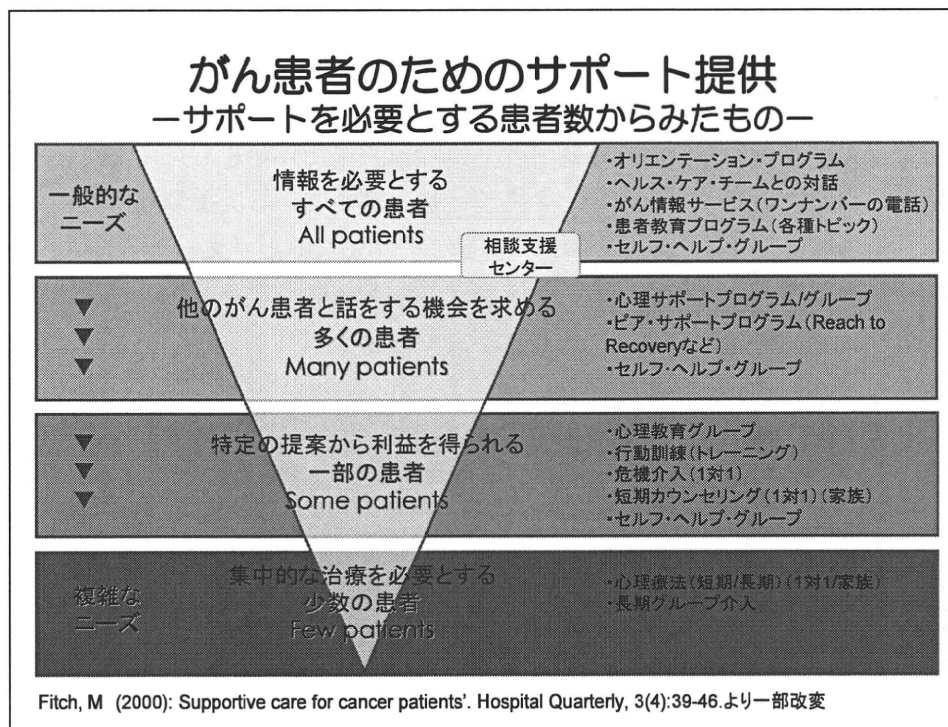 がん患者のためのサポート提供
ーサポートを必要とする患者数からみたものー
一般的な
ニーズ
情報を必要とする
すべての患者
All patients
・オリエンテーション・プログラム
・ヘルス・ケア・チームとの対話
・がん情報サービス(ワンナンバーの電話)
・患者教育プログラム(各種トピック)
・セルフ・ヘルプ・グループ
相談支援
センター
▼
▼
▼
他のがん患者と話をする機会を求める
多くの患者
Many patients
・心理サポートプログラム/グループ
・ピア・サポートプログラム(Reach to
Recoveryなど)
・セルフ・ヘルプ・グループ
▼
▼
▼
特定の提案から利益を得られる
一部の患者
Some patients
・心理教育グループ
・行動訓練(トレーニング)
・危機介入(1対1)
・短期カウンセリング(1対1)(家族)
・セルフ・ヘルプ・グループ
複雑な
ニーズ
集中的な治療を必要とする
少数の患者
Few patients
・心理療法(短期/長期)(1対1/家族)
・長期グループ介入
Fitch, M (2000): Supportive care for cancer patients'. Hospital Quarterly, 3(4):39-46.より一部改変